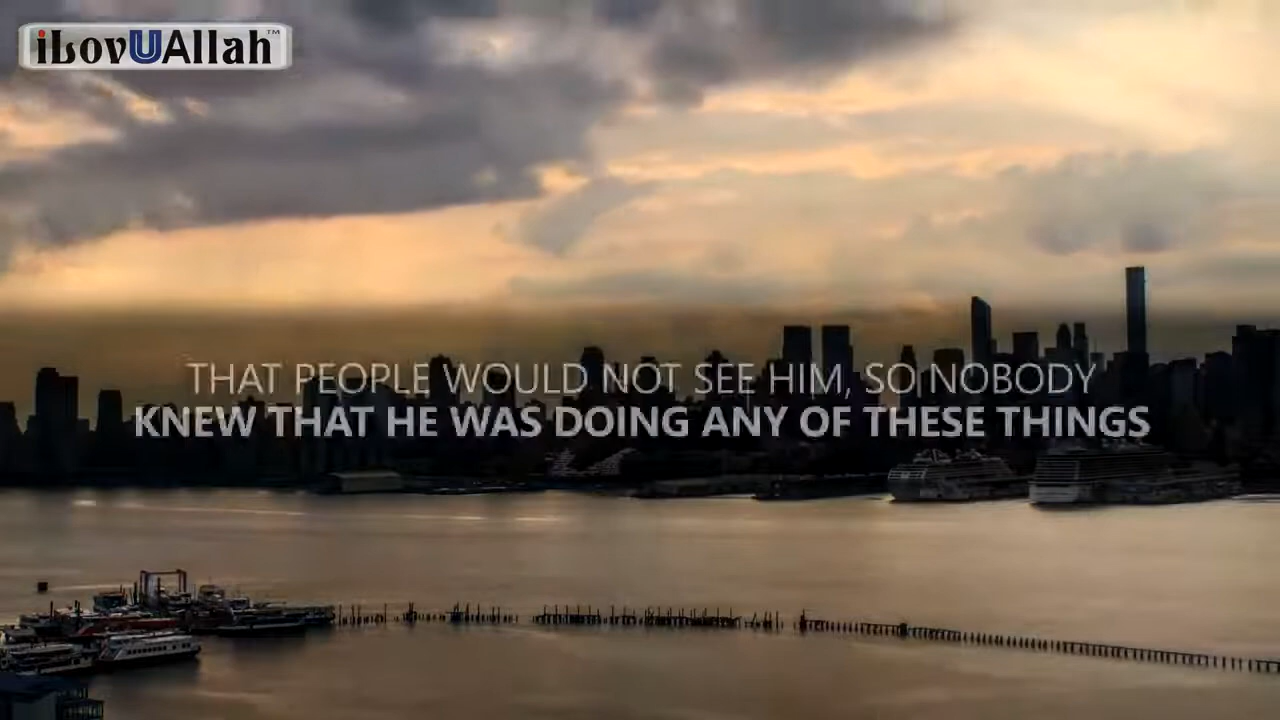 iLovUAllah™
THAT PEOPLE WOULD NOT SEE HIM, SO NOBODY
KNEW THAT HE WAS DOING ANY OF THESE THINGS